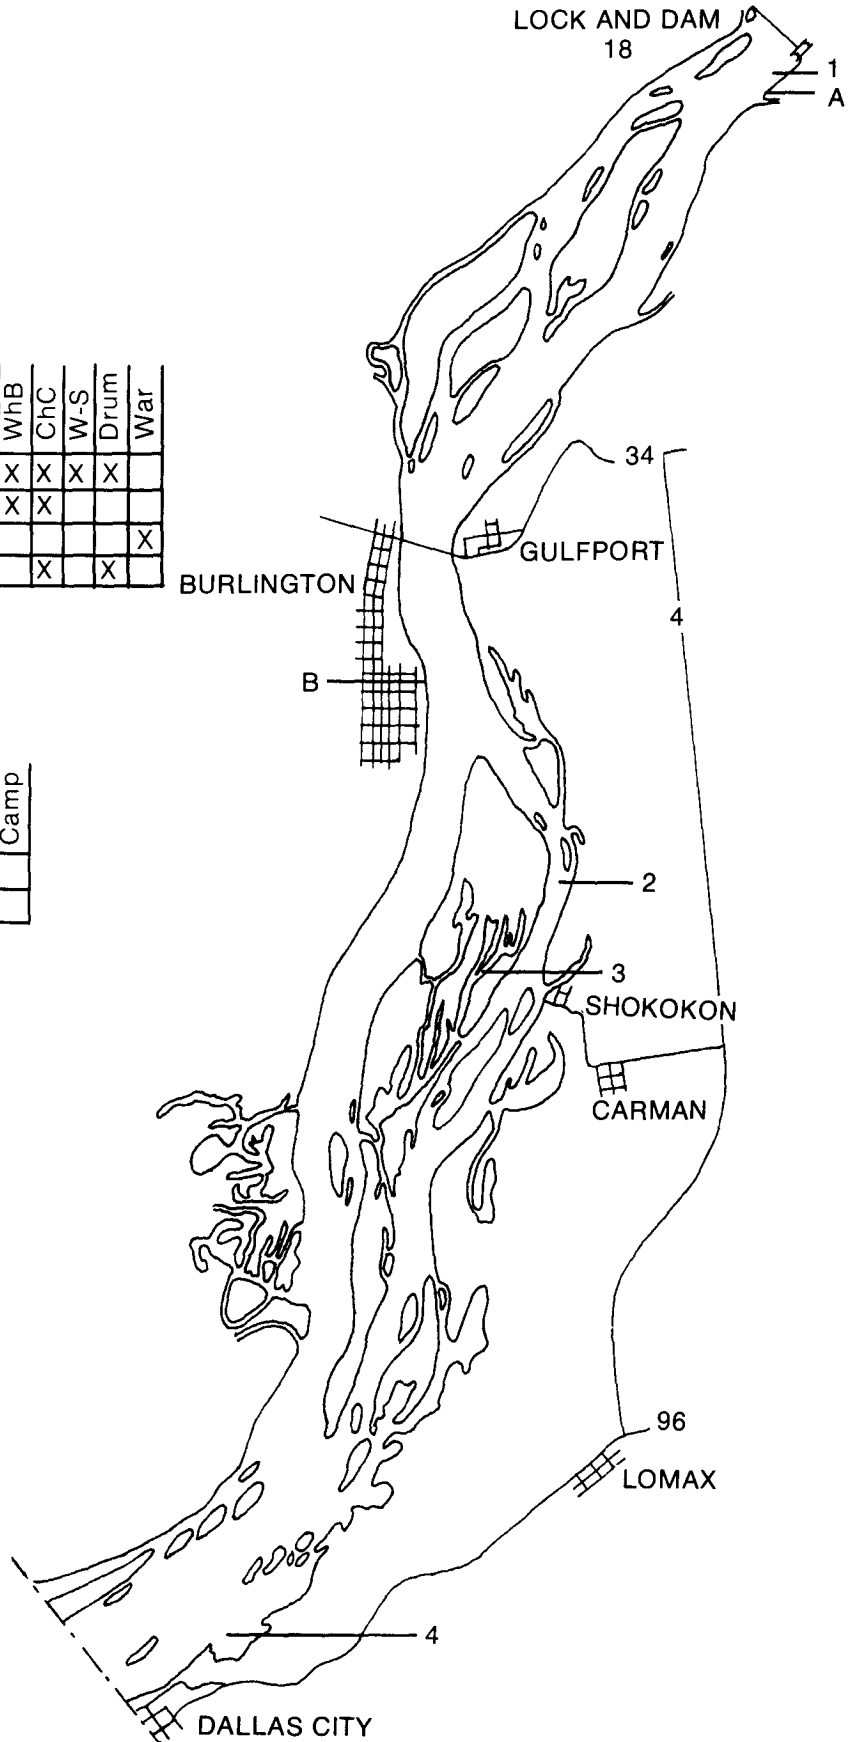 LOCK AND DAM
18
1
A
WhB
ChC
W-S
Drum
War
X X X X
X X
X
X X
34
GULFPORT
BURLINGTON
4
B
Camp
2
3
SHOKOKON
CARMAN
96
LOMAX
4
DALLAS CITY